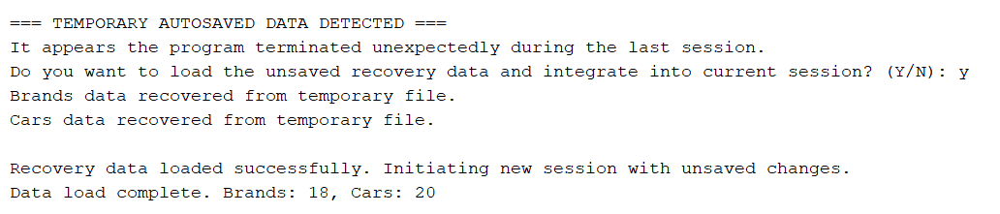 === TEMPORARY AUTOSAVED DATA DETECTED ===
It appears the program terminated unexpectedly during the last session.
Do you want to load the unsaved recovery data and integrate into current session? (Y/N): y
Brands data recovered from temporary file.
Cars data recovered from temporary file.

Recovery data loaded successfully. Initiating new session with unsaved changes.
Data load complete. Brands: 18, Cars: 20